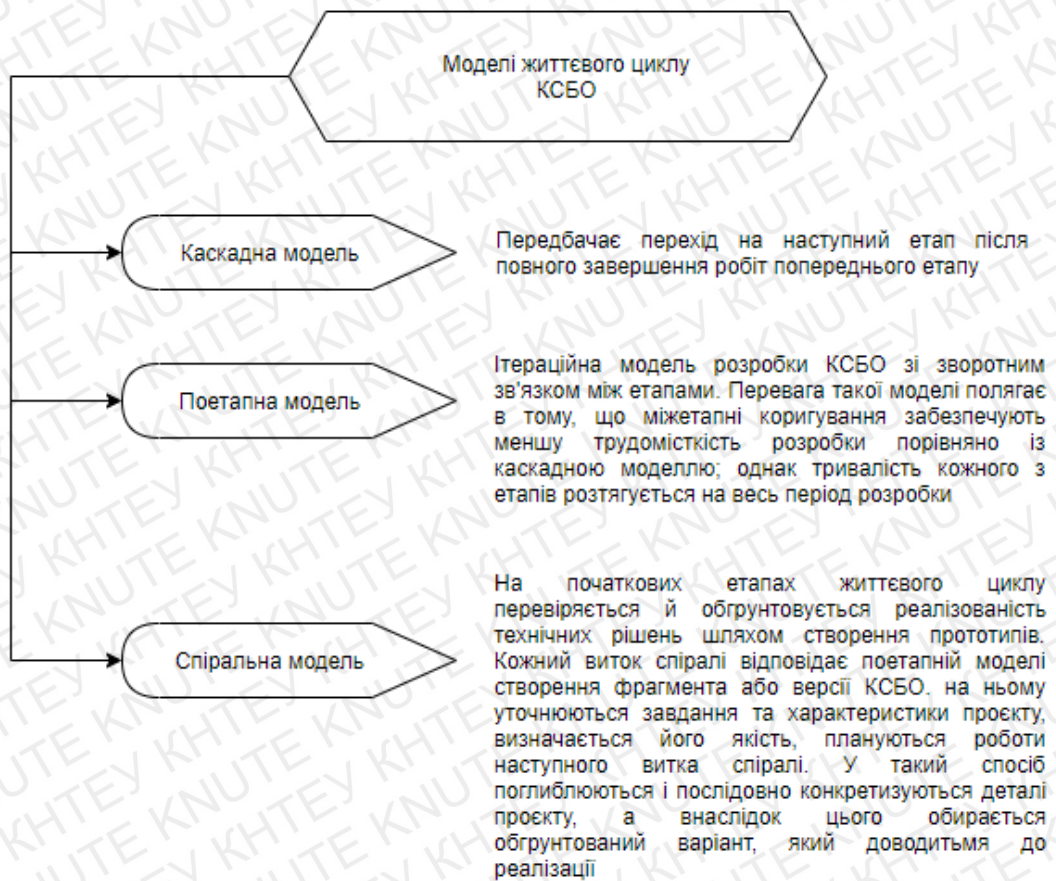 Моделі життєвого циклу
КСБО
Каскадна модель
Передбачає перехід на наступний етап після
повного завершення робіт попереднього етапу
Поетапна модель
Ітераційна модель розробки КСБО зі зворотним
зв'язком між етапами. Перевага такої моделі полягає
в тому, що міжетапні коригування забезпечують
меншу трудомісткість розробки порівняно із
каскадною моделлю; однак тривалість кожного з
етапів розтягується на весь період розробки
Спіральна модель
На початкових етапах життєвого циклу
перевіряється й обгрунтовується реалізованість
технічних рішень шляхом створення прототипів.
Кожний виток спіралі відповідає поетапній моделі
створення фрагмента або версії КСБО. на ньому
уточнюються завдання та характеристики проєкту,
визначається його якість, плануються роботи
наступного витка спіралі. У такий спосіб
поглиблюються і послідовно конкретизуються деталі
проєкту, а внаслідок цього обирається
обгрунтований варіант, який доводитьмя до
реалізації